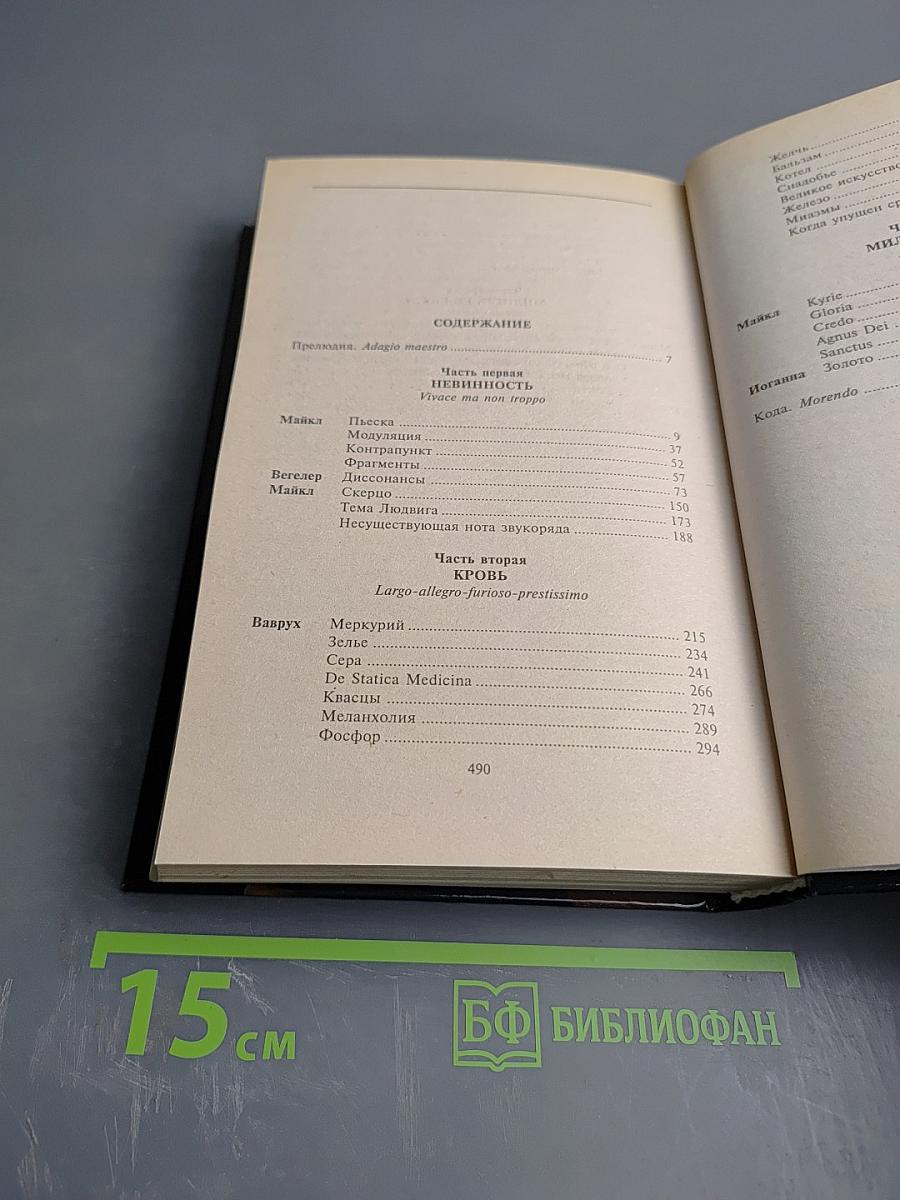 СОДЕРЖАНИЕ
Прелюдия. Adagio maestro ........ 7
Часть первая
НЕВИННОСТЬ
Vivace ma non troppo
Майкл Пьеска ........ 9
Модуляция ........ 37
Контрапункт ........ 52
Фрагменты ........ 57
Вегелер Диссонансы ........ 73
Майкл Скерцо ........ 150
Тема Людвига ........ 173
Несуществующая нота звукоряда ........ 188
Часть вторая
КРОВЬ
Largo-allegro-furioso-prestissimo
Ваврух Меркурий ........ 215
Зелье ........ 234
Сера ........ 241
De Statica Medicina ........ 266
Квасцы ........ 274
Меланхолия ........ 289
Фосфор ........ 294
490
Желчь
Бальзам
Котел
Снадобье
Великое искусство
Железо
Миазмы
Когда упущен
Майкл Kyrie
Gloria
Credo
Agnus Dei
Sanctus
Иоганна Золото
Кода. Morendo
15 см
БФ БИБЛИОФАН